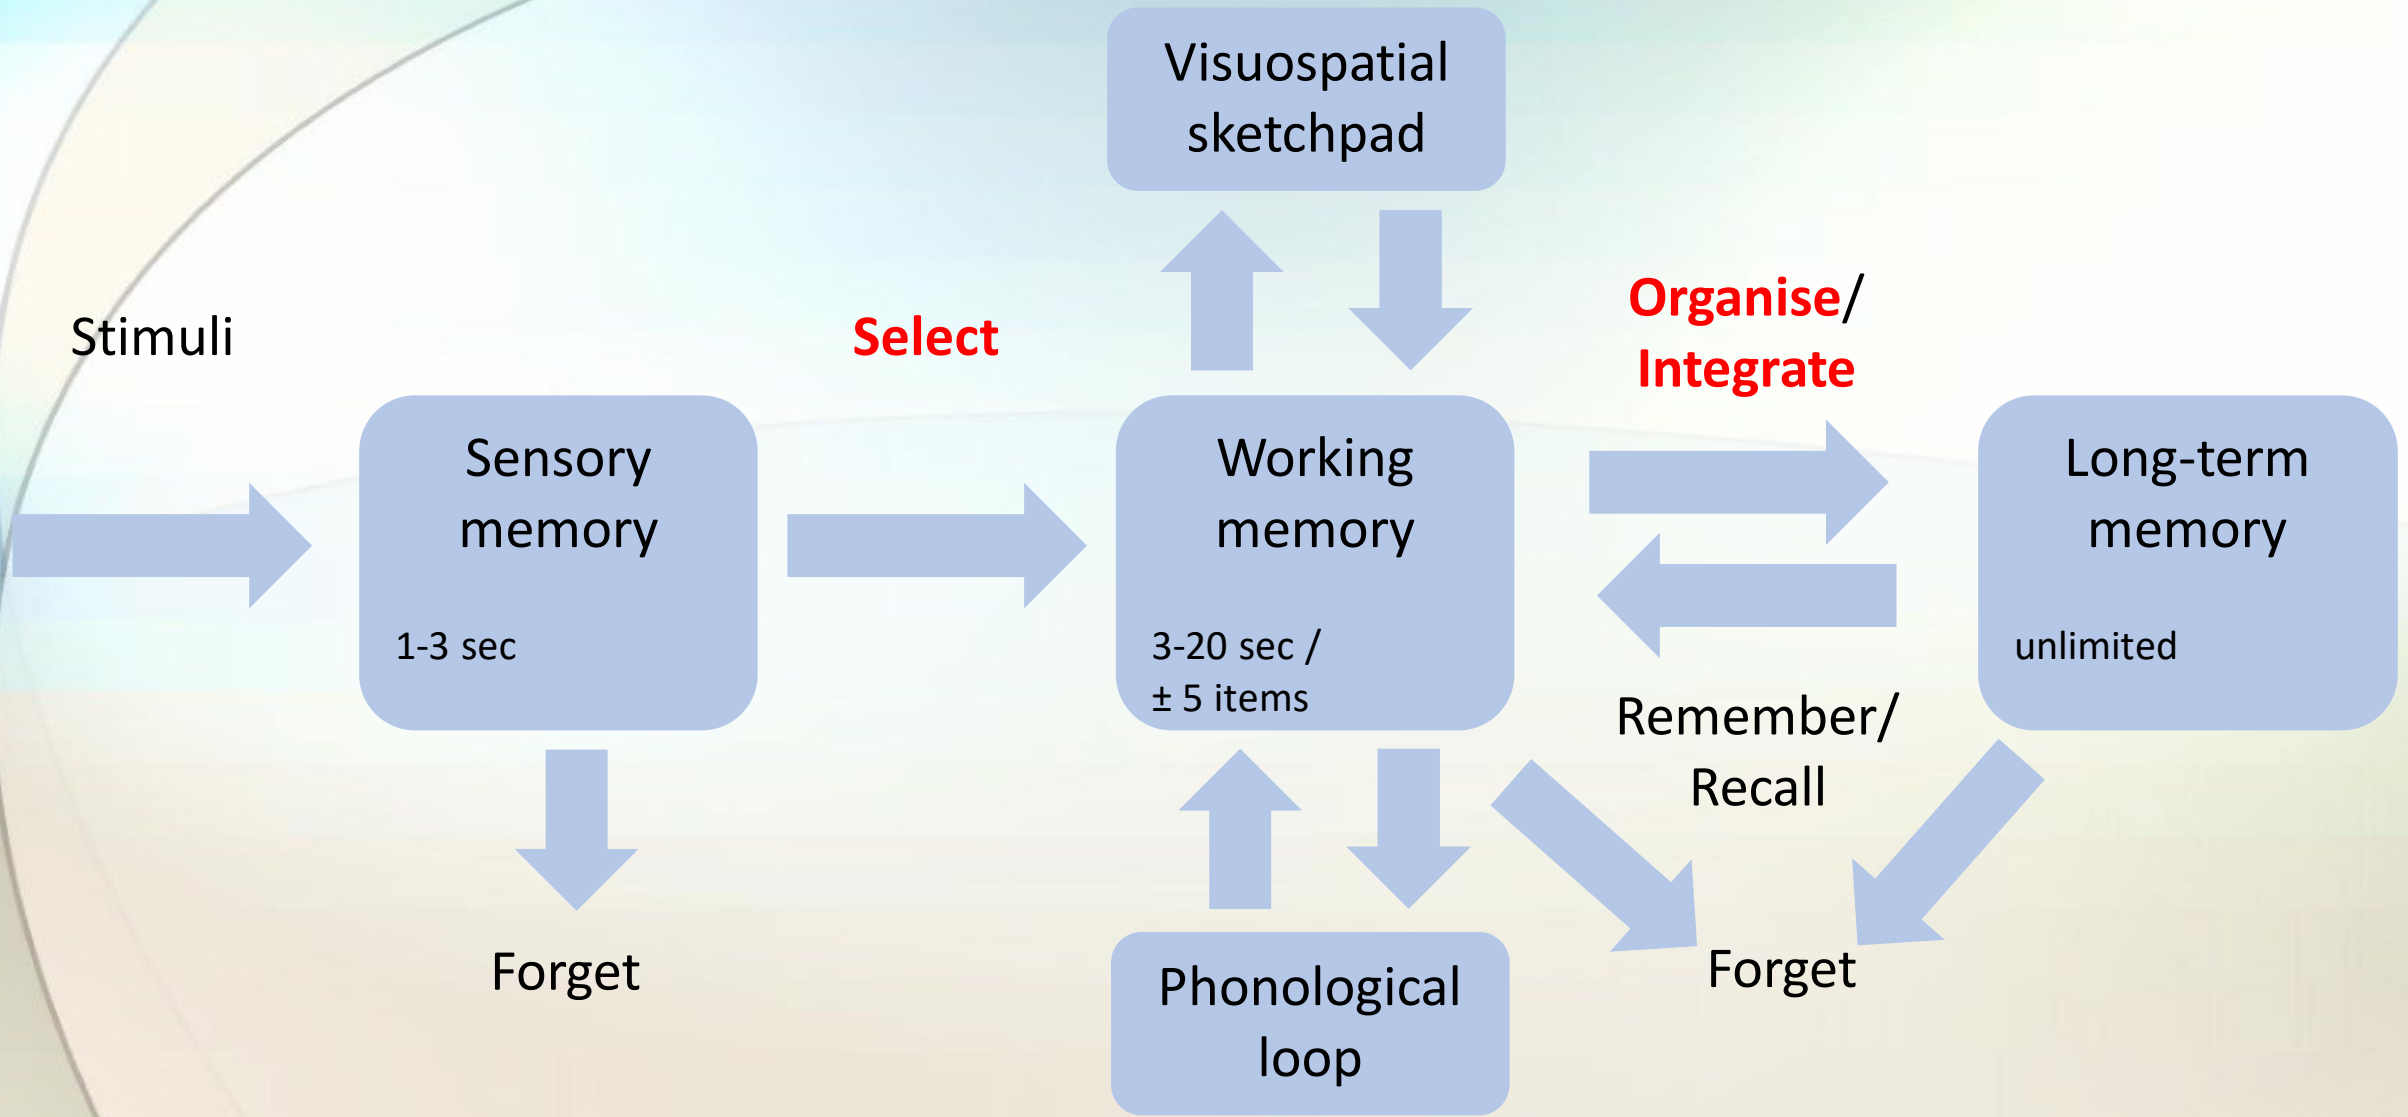 Visuospatial
sketchpad
Stimuli
Select
Organise/
Integrate
Sensory
memory
1-3 sec
Working
memory
3-20 sec /
± 5 items
Long-term
memory
unlimited
Remember/
Recall
Forget
Phonological
loop
Forget